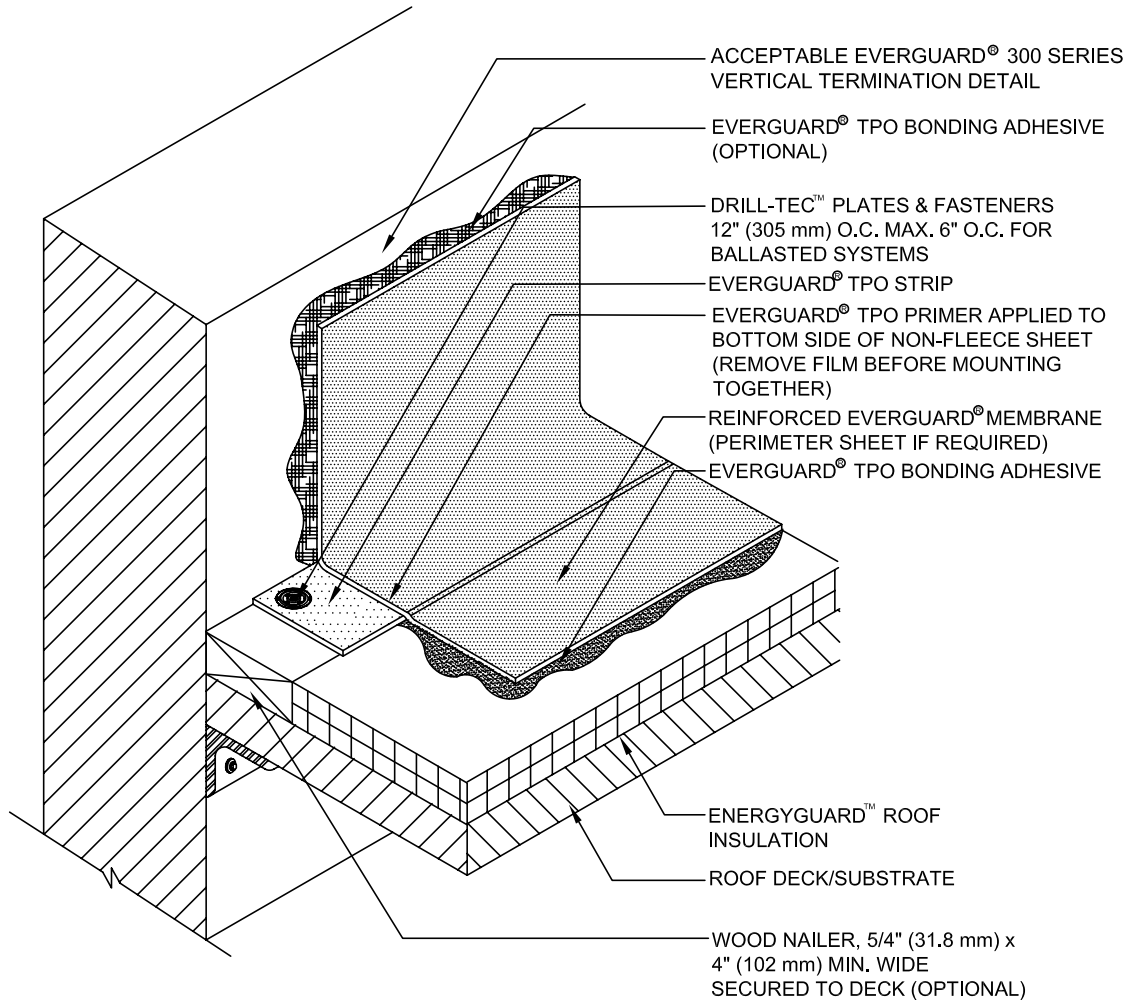 ACCEPTABLE EVERGUARD® 300 SERIES
VERTICAL TERMINATION DETAIL
EVERGUARD® TPO BONDING ADHESIVE
(OPTIONAL)
DRILL-TEC™ PLATES & FASTENERS
12" (305 mm) O.C. MAX. 6" O.C. FOR
BALLASTED SYSTEMS
EVERGUARD® TPO STRIP
EVERGUARD® TPO PRIMER APPLIED TO
BOTTOM SIDE OF NON-FLEECE SHEET
(REMOVE FILM BEFORE MOUNTING
TOGETHER)
REINFORCED EVERGUARD® MEMBRANE
(PERIMETER SHEET IF REQUIRED)
EVERGUARD® TPO BONDING ADHESIVE
ENERGYGUARD™ ROOF
INSULATION
ROOF DECK/SUBSTRATE
WOOD NAILER, 5/4" (31.8 mm) x
4" (102 mm) MIN. WIDE
SECURED TO DECK (OPTIONAL)